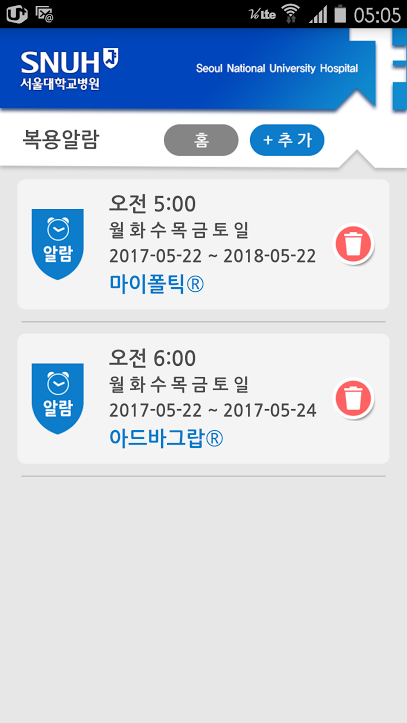 VoLTE 05:05
SNUH
서울대학교병원
Seoul National University Hospital
복용알람 홈 + 추 가
오전 5:00
월 화 수 목 금 토 일
알람
2017-05-22 ~ 2018-05-22
마이폴틱®
오전 6:00
월 화 수 목 금 토 일
알람
2017-05-22 ~ 2017-05-24
아드바그랍®